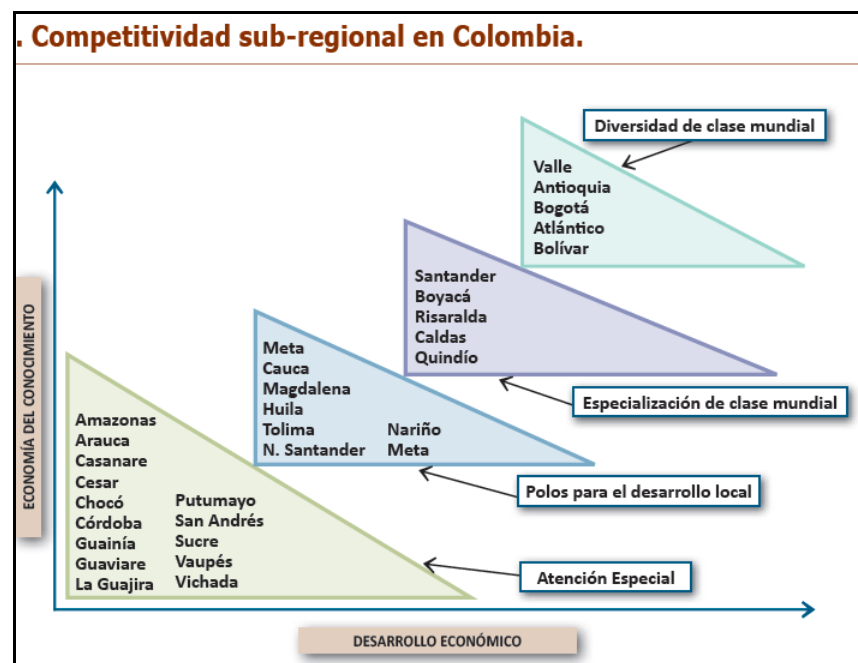 . Competitividad sub-regional en Colombia.
Diversidad de clase mundial
Valle
Antioquia
Bogotá
Atlántico
Bolívar
Santander
Boyacá
Risaralda
Caldas
Quindío
Especialización de clase mundial
Meta
Cauca
Magdalena
Huila
Tolima
N. Santander
Nariño
Meta
Polos para el desarrollo local
Amazonas
Arauca
Casanare
Cesar
Chocó
Córdoba
Guainía
Guaviare
La Guajira
Putumayo
San Andrés
Sucre
Vaupés
Vichada
Atención Especial
ECONOMÍA DEL CONOCIMIENTO
DESARROLLO ECONÓMICO